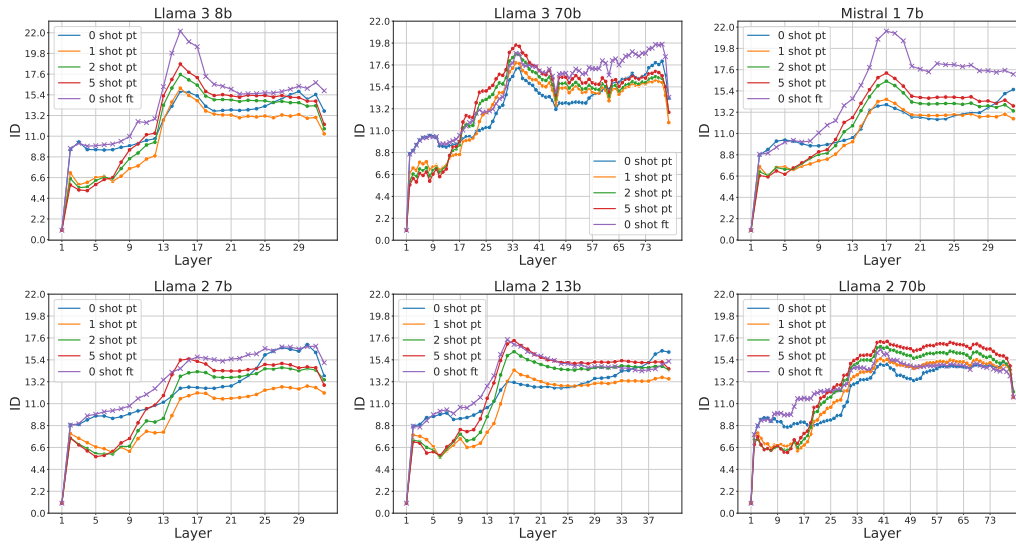 Llama 3 8b
22.0
19.8
17.6
15.4
13.2
11.0
8.8
6.6
4.4
2.2
0.0
ID
0 shot pt
1 shot pt
2 shot pt
5 shot pt
0 shot ft
1 5 9 13 17 21 25 29
Layer
Llama 3 70b
22.0
19.8
17.6
15.4
13.2
11.0
8.8
6.6
4.4
2.2
0.0
ID
0 shot pt
1 shot pt
2 shot pt
5 shot pt
0 shot ft
1 9 17 25 33 41 49 57 65 73
Layer
Mistral 1 7b
22.0
19.8
17.6
15.4
13.2
11.0
8.8
6.6
4.4
2.2
0.0
ID
0 shot pt
1 shot pt
2 shot pt
5 shot pt
0 shot ft
1 5 9 13 17 21 25 29
Layer
Llama 2 7b
22.0
19.8
17.6
15.4
13.2
11.0
8.8
6.6
4.4
2.2
0.0
ID
0 shot pt
1 shot pt
2 shot pt
5 shot pt
0 shot ft
1 5 9 13 17 21 25 29
Layer
Llama 2 13b
22.0
19.8
17.6
15.4
13.2
11.0
8.8
6.6
4.4
2.2
0.0
ID
0 shot pt
1 shot pt
2 shot pt
5 shot pt
0 shot ft
1 5 9 13 17 21 25 29 33 37
Layer
Llama 2 70b
22.0
19.8
17.6
15.4
13.2
11.0
8.8
6.6
4.4
2.2
0.0
ID
0 shot pt
1 shot pt
2 shot pt
5 shot pt
0 shot ft
1 9 17 25 33 41 49 57 65 73
Layer